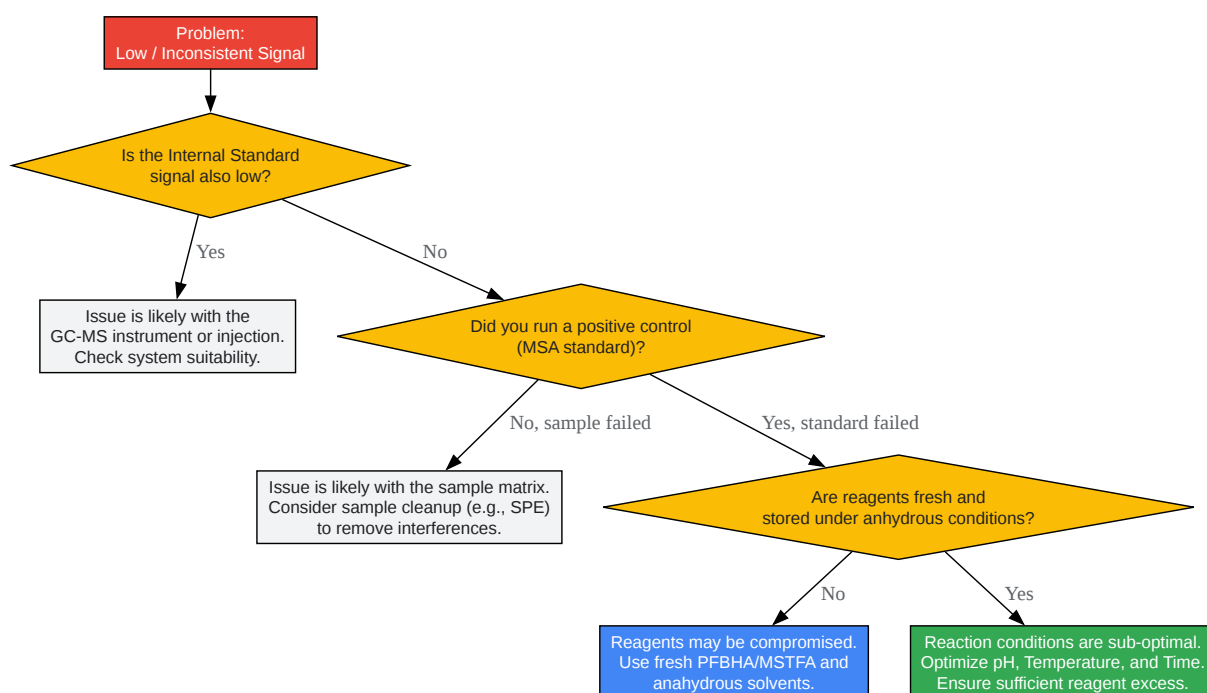 Problem:
Low / Inconsistent Signal
Is the Internal Standard
signal also low?
Yes
No
Issue is likely with the
GC-MS instrument or injection.
Check system suitability.
Did you run a positive control
(MSA standard)?
No, sample failed
Yes, standard failed
Issue is likely with the sample matrix.
Consider sample cleanup (e.g., SPE)
to remove interferences.
Are reagents fresh and
stored under anhydrous conditions?
No
Yes
Reagents may be compromised.
Use fresh PFBHA/MSTFA and
anahydrous solvents.
Reaction conditions are sub-optimal.
Optimize pH, Temperature, and Time.
Ensure sufficient reagent excess.